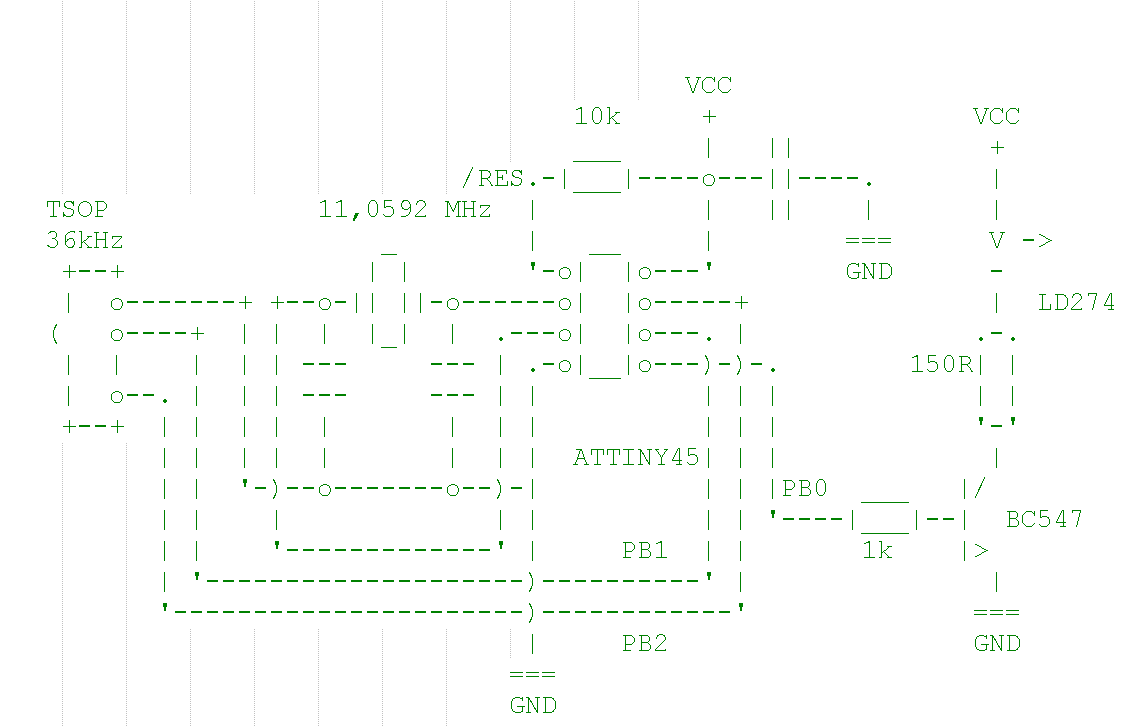 VCC
10k
VCC
/RES
TSOP
11,0592 MHz
36kHz
GND
LD274
150R
ATTINY45
PB0
BC547
PB1
1k
PB2
GND
GND